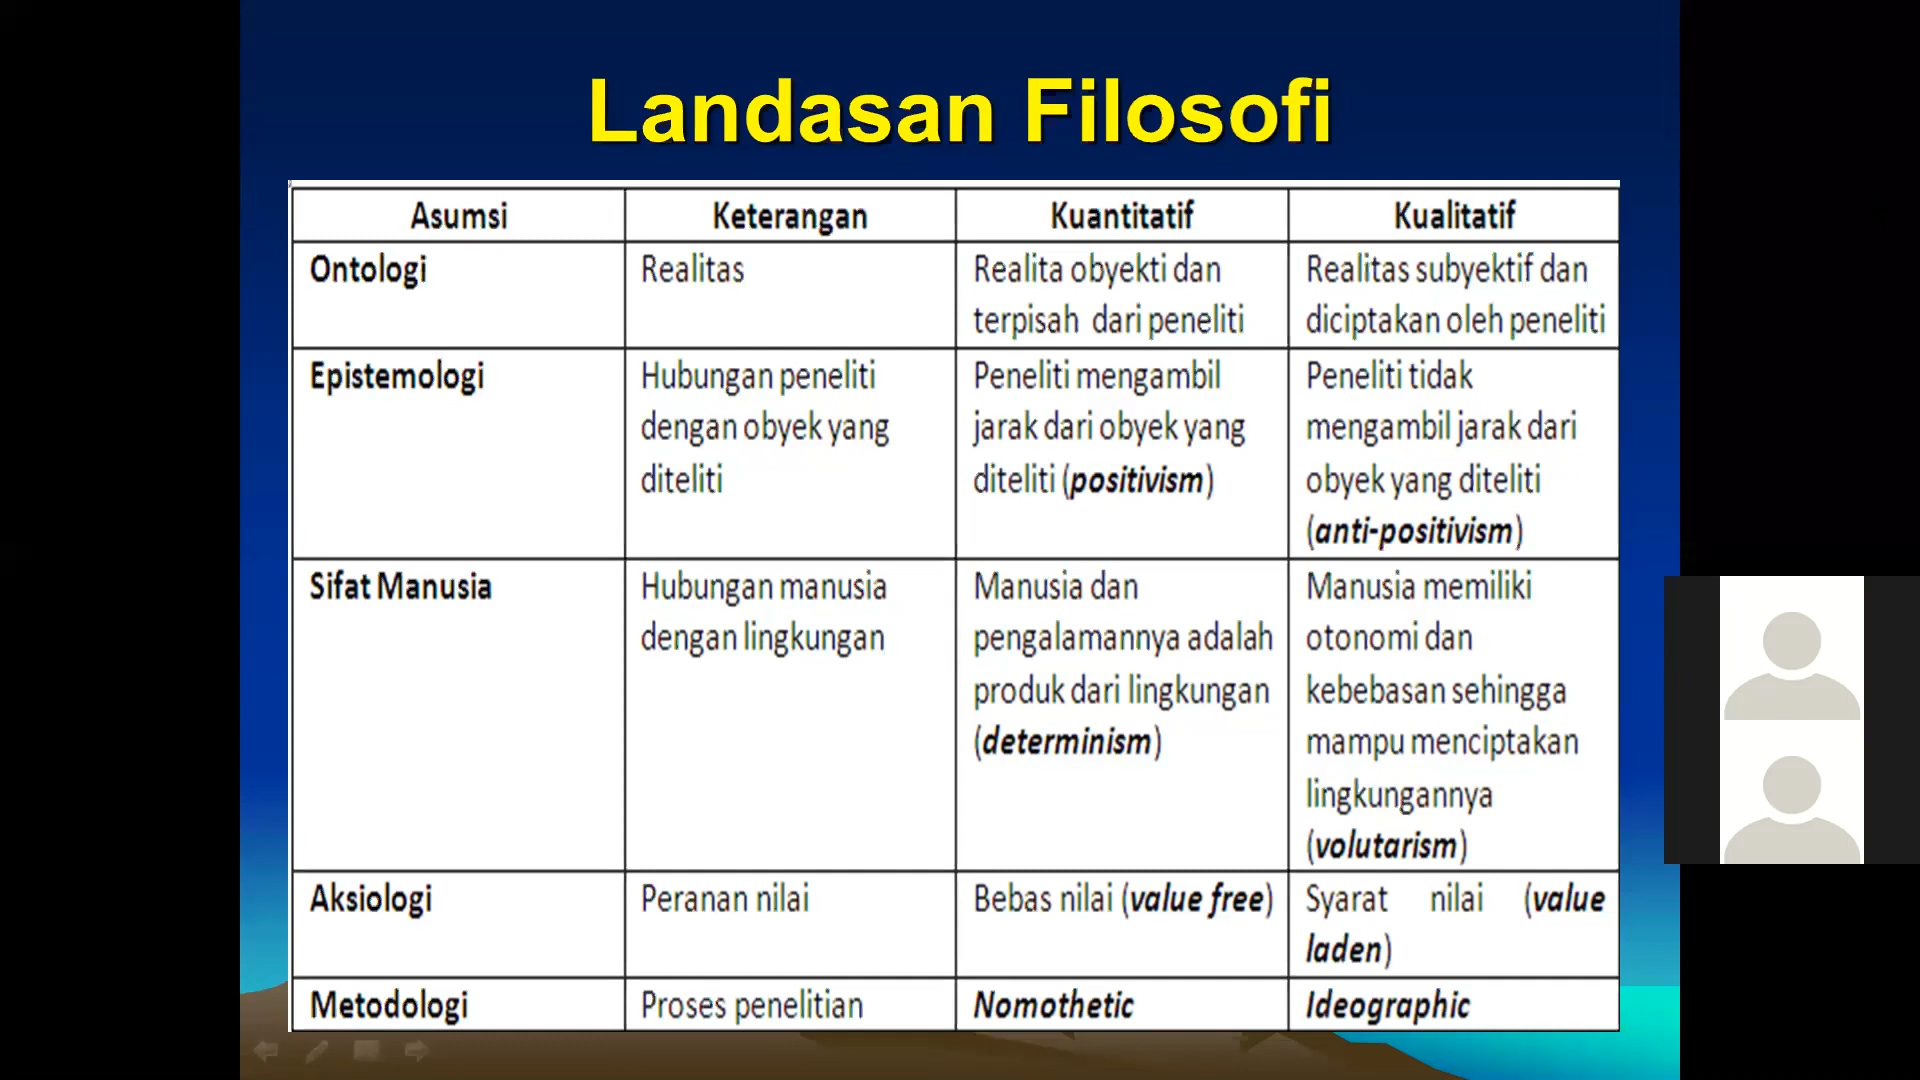 Landasan Filosofi
Asumsi
Keterangan
Kuantitatif
Kualitatif
Ontologi
Realitas
Realita obyekti dan
terpisah dari peneliti
Realitas subyektif dan
diciptakan oleh peneliti
Epistemologi
Hubungan peneliti
dengan obyek yang
diteliti
Peneliti mengambil
jarak dari obyek yang
diteliti (positivism)
Peneliti tidak
mengambil jarak dari
obyek yang diteliti
(anti-positivism)
Sifat Manusia
Hubungan manusia
dengan lingkungan
Manusia dan
pengalamannya adalah
produk dari lingkungan
(determinism)
Manusia memiliki
otonomi dan
kebebasan sehingga
mampu menciptakan
lingkungannya
(volutarism)
Aksiologi
Peranan nilai
Bebas nilai (value free)
Syarat nilai (value
laden)
Metodologi
Proses penelitian
Nomothetic
Ideographic